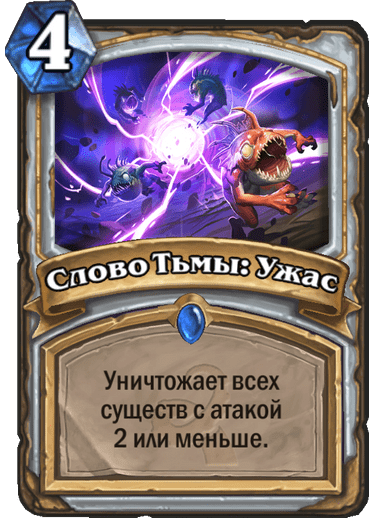 4
Слово Тьмы: Ужас
Уничтожает всех
существ с атакой
2 или меньше.